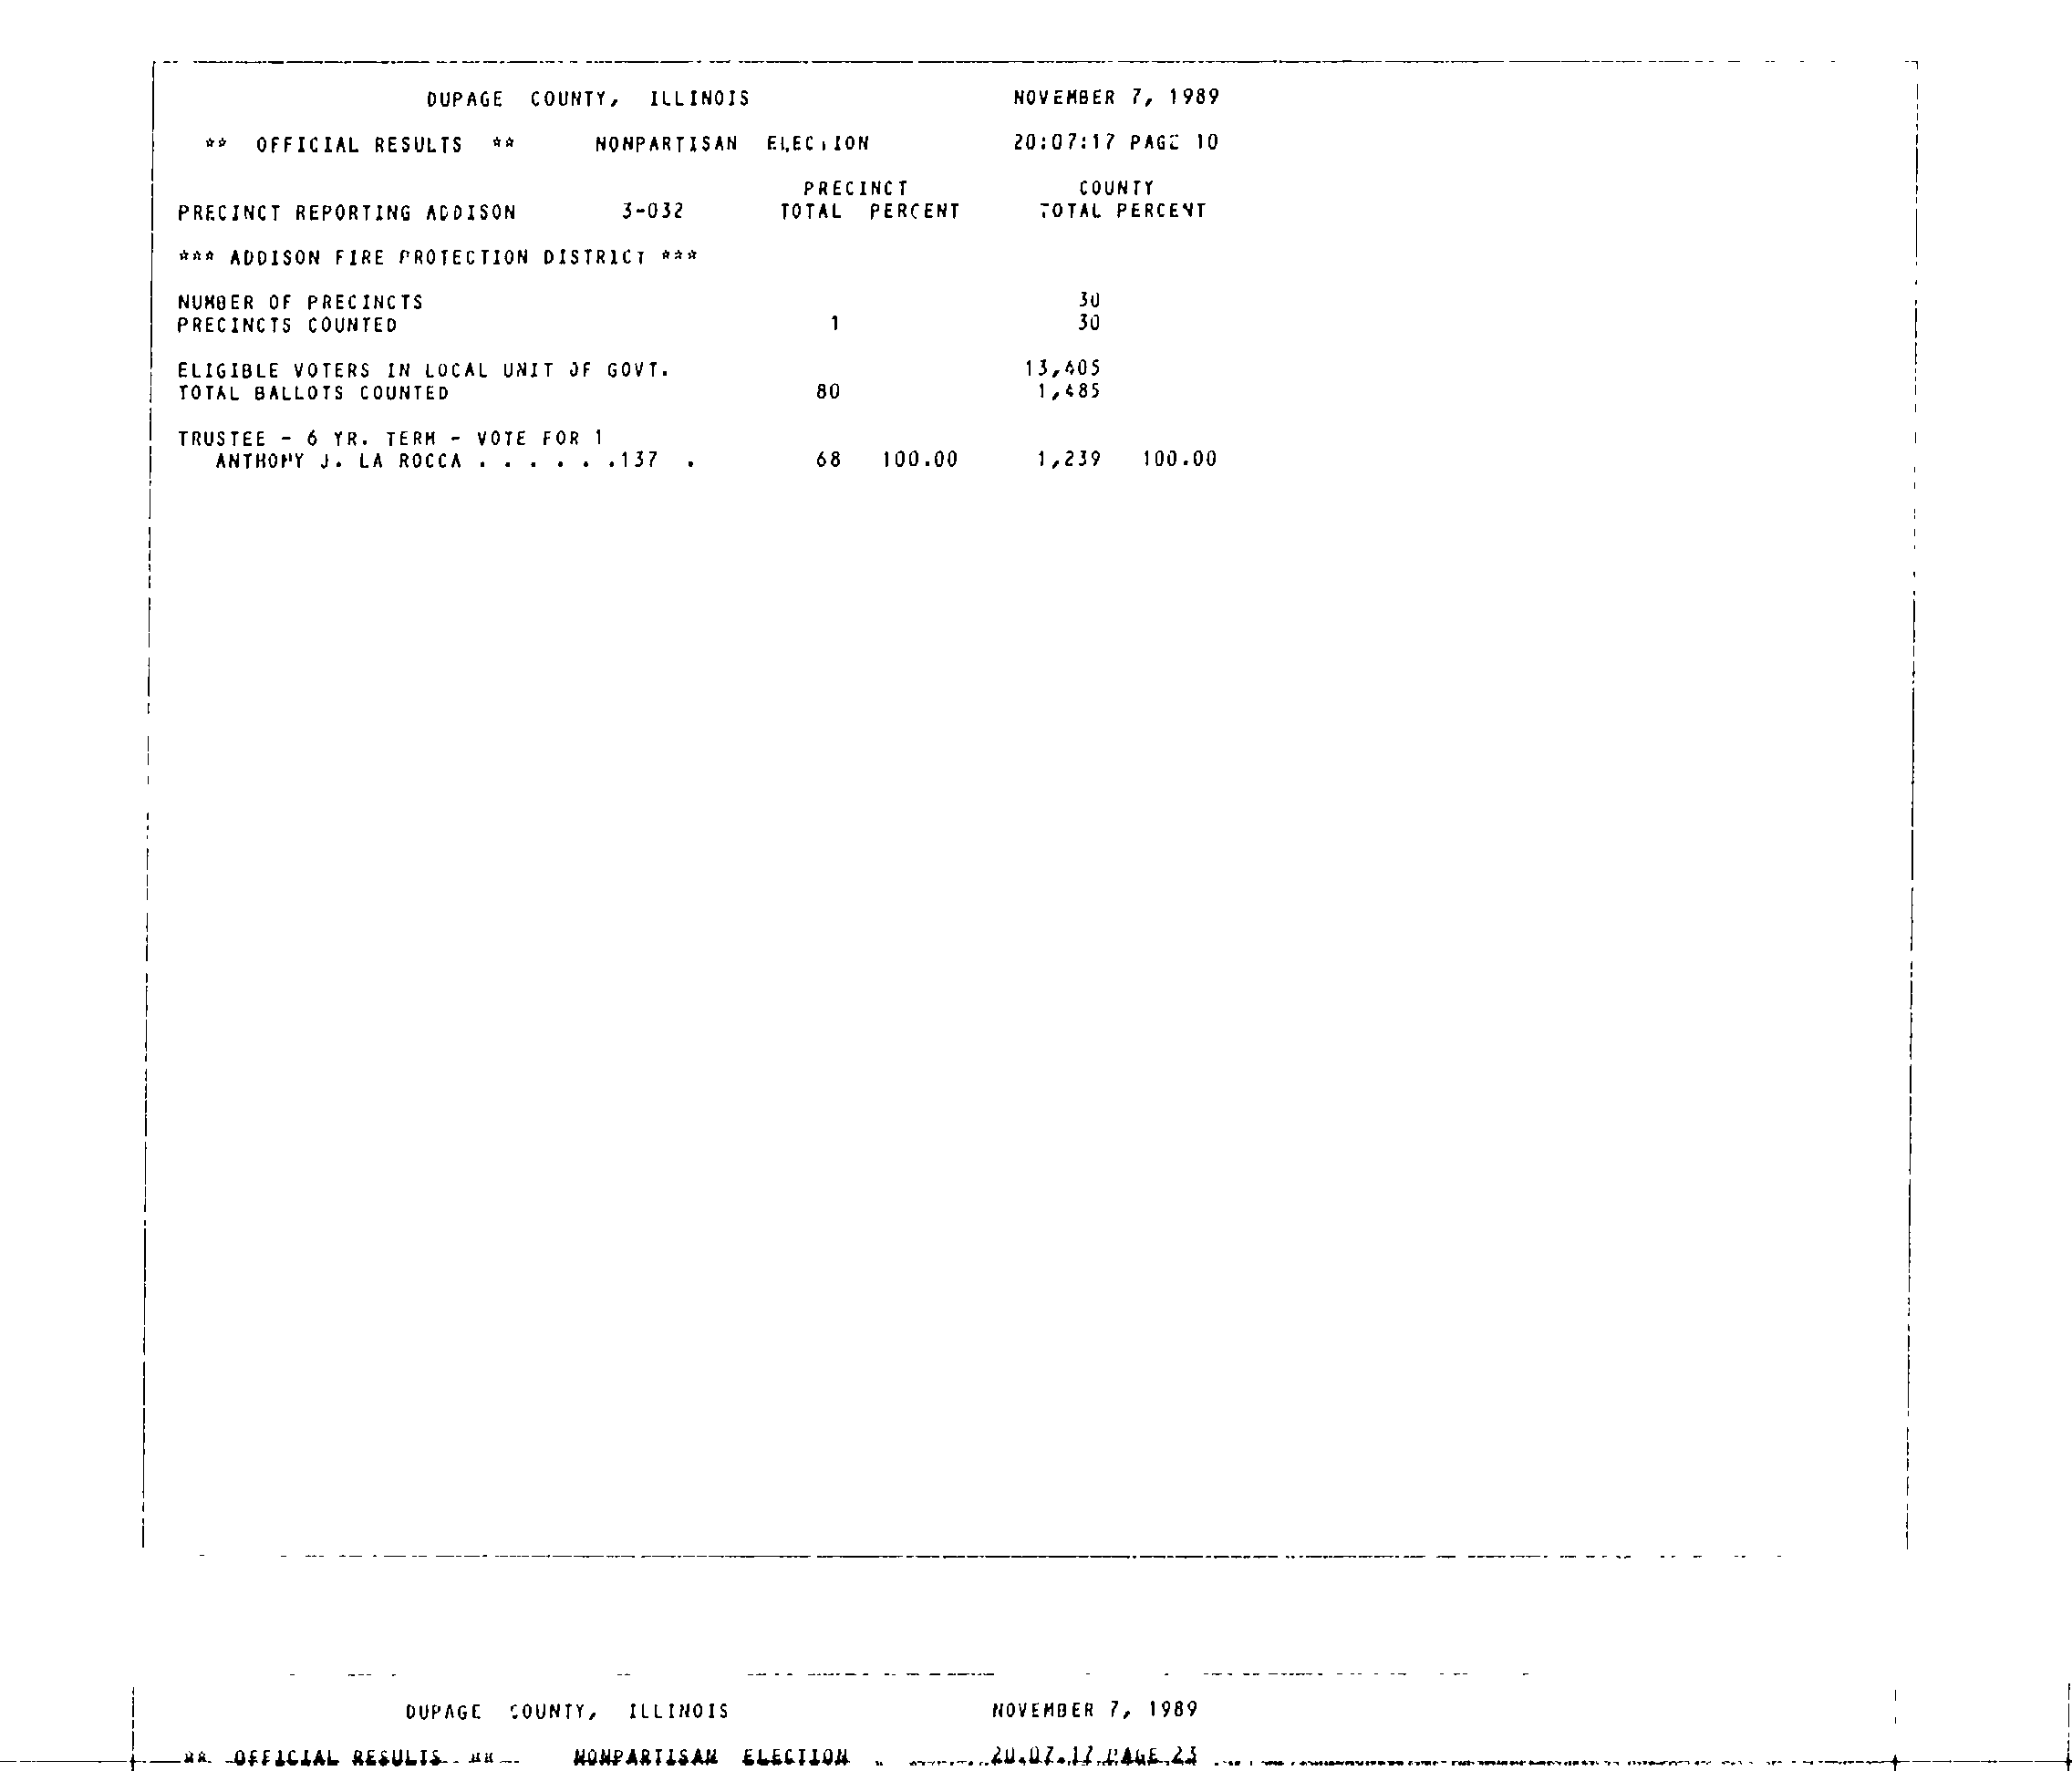 DUPAGE COUNTY, ILLINOIS NOVEMBER 7, 1989
** OFFICIAL RESULTS ** NONPARTISAN ELECTION 20:07:17 PAGE 10
PRECINCT COUNTY
PRECINCT REPORTING ADDISON 3-032 TOTAL PERCENT TOTAL PERCENT
*** ADDISON FIRE PROTECTION DISTRICT ***
NUMBER OF PRECINCTS 30
PRECINCTS COUNTED 1 30
ELIGIBLE VOTERS IN LOCAL UNIT OF GOVT. 13,605
TOTAL BALLOTS COUNTED 80 1,485
TRUSTEE - 6 YR. TERM - VOTE FOR 1
ANTHONY J. LA ROCCA . . . . . .137 . 68 100.00 1,239 100.00
DUPAGE COUNTY, ILLINOIS NOVEMBER 7, 1989
** OFFICIAL RESULTS ** NONPARTISAN ELECTION 20:07:17 PAGE 23